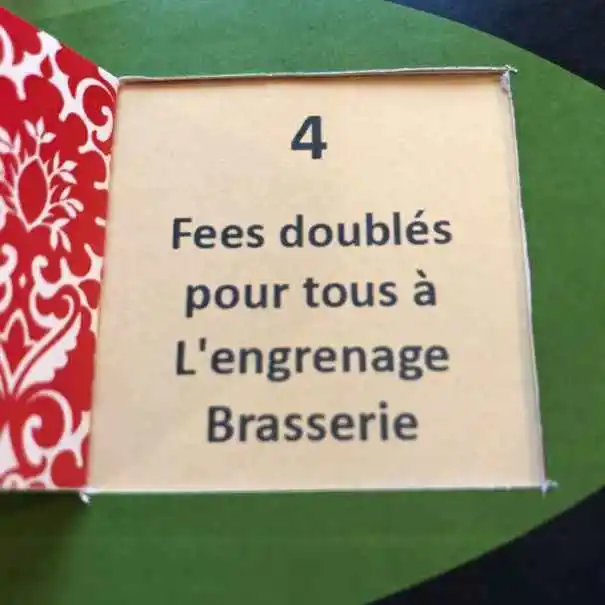 4
Fees doublés
pour tous à
L'engrenage
Brasserie